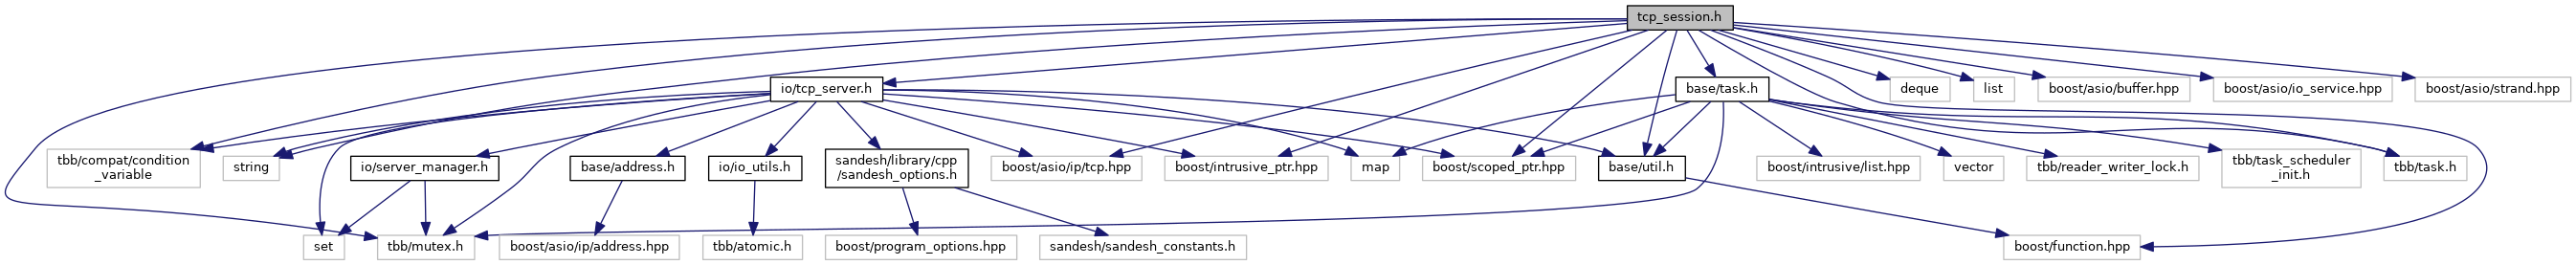 tcp_session.h
io/tcp_server.h
base/task.h
deque
list
boost/asio/buffer.hpp
boost/asio/io_service.hpp
boost/asio/strand.hpp
tbb/compat/condition
_variable
string
io/server_manager.h
base/address.h
io/io_utils.h
sandesh/library/cpp
/sandesh_options.h
boost/asio/ip/tcp.hpp
boost/intrusive_ptr.hpp
map
boost/scoped_ptr.hpp
base/util.h
boost/intrusive/list.hpp
vector
tbb/reader_writer_lock.h
tbb/task_scheduler
_init.h
tbb/task.h
set
tbb/mutex.h
boost/asio/ip/address.hpp
tbb/atomic.h
boost/program_options.hpp
sandesh/sandesh_constants.h
boost/function.hpp